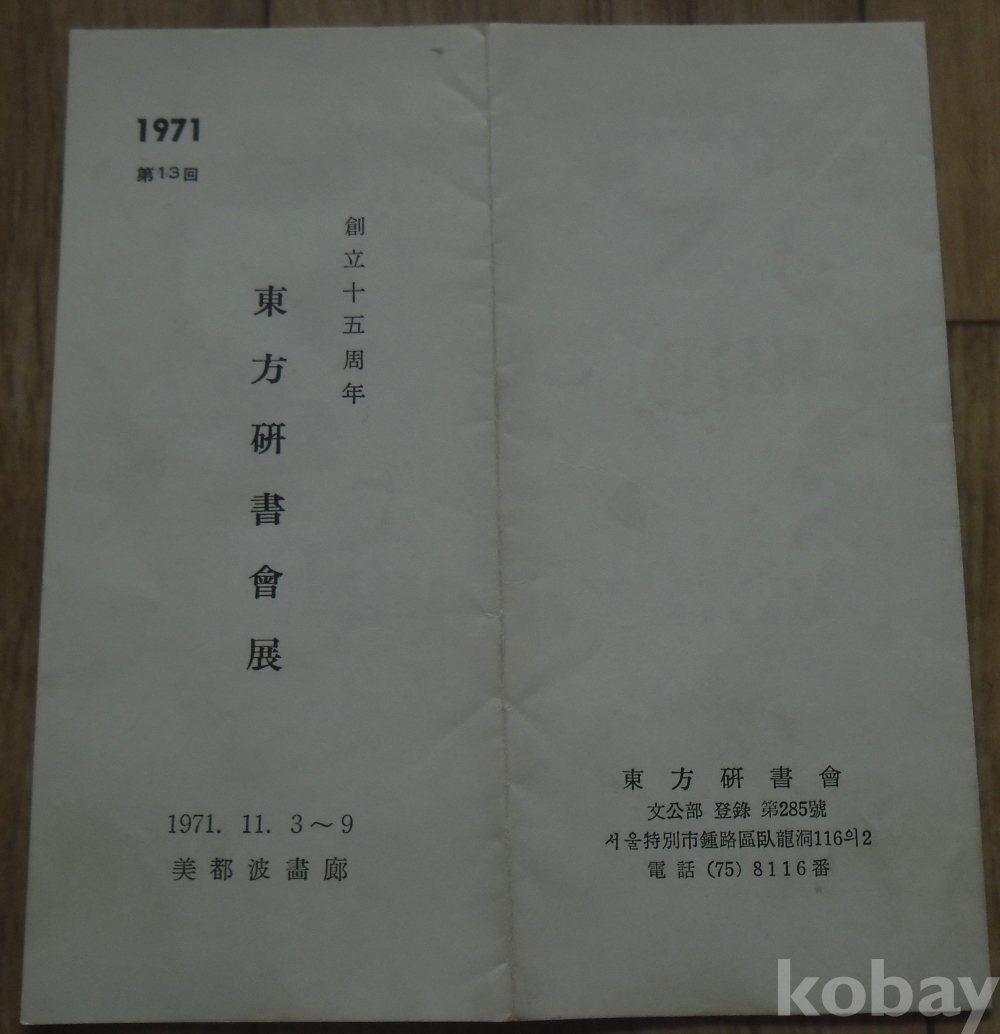 1971
第13回
創立十五周年
東方硏書會展
1971. 11. 3～9
美都波畵廊
東方硏書會
文公部 登錄 第285號
서울特別市鍾路區臥龍洞116의2
電話 (75) 8116番
kobay